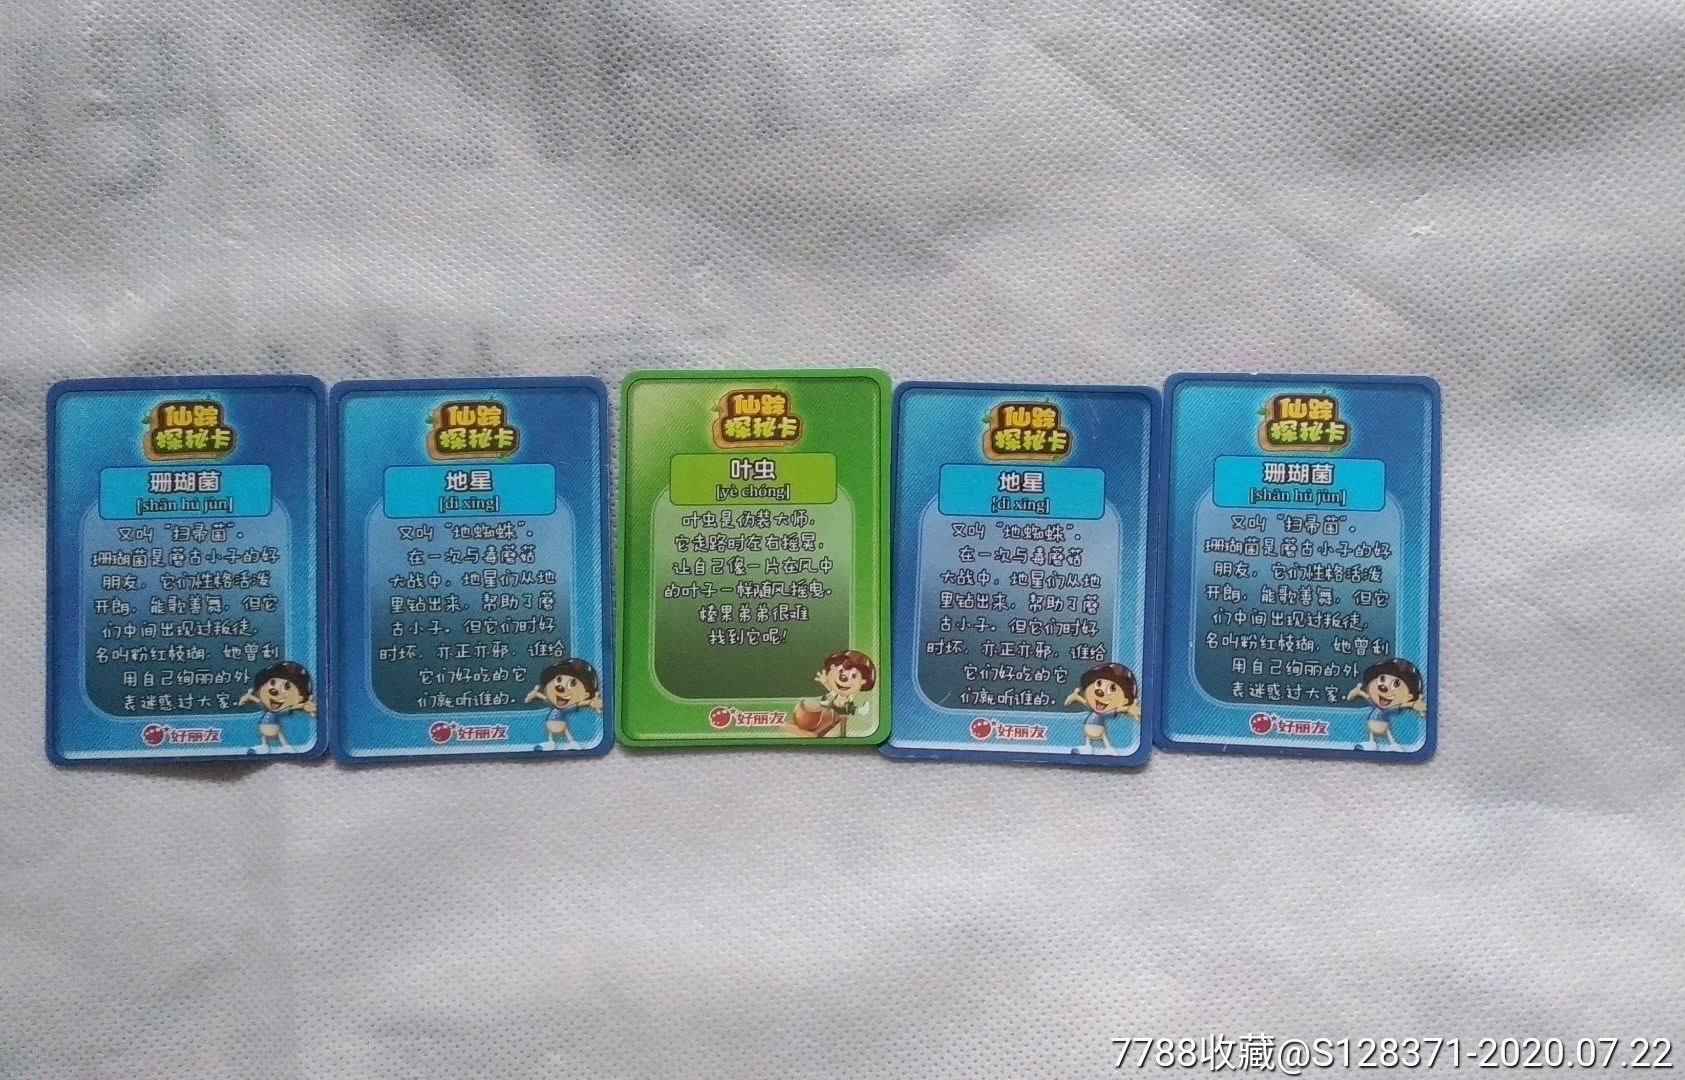 仙踪
探秘卡
珊瑚菌
[shān hú jùn]
又叫“扫帚菌”。
珊瑚菌是蘑古小子的好
朋友，它们性格活泼
开朗，能歌善舞，但它
们中间出现过叛徒，
名叫粉红枝瑚，她曾利
用自己绚丽的外
表迷惑过大家。
好丽友
仙踪
探秘卡
地星
[dì xīng]
又叫“地蜘蛛”。
在一次与毒蘑菇
大战中，地星们从地
里钻出来，帮助了蘑
古小子。但它们时好
时坏，亦正亦邪，谁给
它们好吃的它
们就听谁的。
好丽友
仙踪
探秘卡
叶虫
[yè chóng]
叶虫是伪装大师，
它走路时左右摇晃，
让自己像一片在风中
的叶子一样随风摇曳。
榛果弟弟很难
找到它呢！
好丽友
仙踪
探秘卡
地星
[dì xīng]
又叫“地蜘蛛”。
在一次与毒蘑菇
大战中，地星们从地
里钻出来，帮助了蘑
古小子。但它们时好
时坏，亦正亦邪，谁给
它们好吃的它
们就听谁的。
好丽友
仙踪
探秘卡
珊瑚菌
[shān hú jùn]
又叫“扫帚菌”。
珊瑚菌是蘑古小子的好
朋友，它们性格活泼
开朗，能歌善舞，但它
们中间出现过叛徒，
名叫粉红枝瑚，她曾利
用自己绚丽的外
表迷惑过大家。
好丽友
7788收藏@S128371-2020.07.22